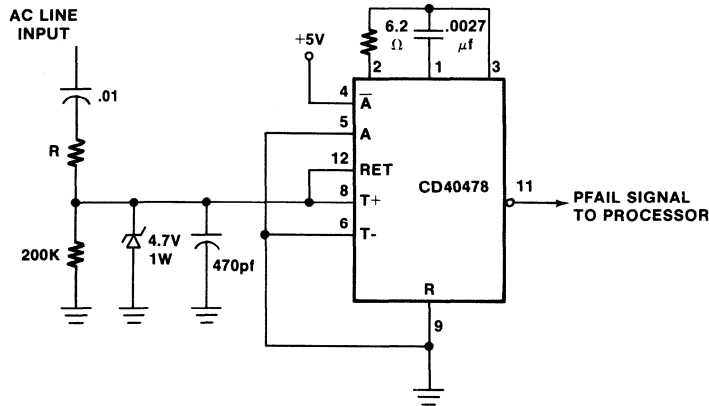 AC LINE
INPUT
.01
R
200K
4.7V
1W
470pf
+5V
6.2
Ω
.0027
μf
2
1
3
4
A̅
5
A
12
RET
8
T+
6
T-
CD40478
11
R
9
PFAIL SIGNAL
TO PROCESSOR